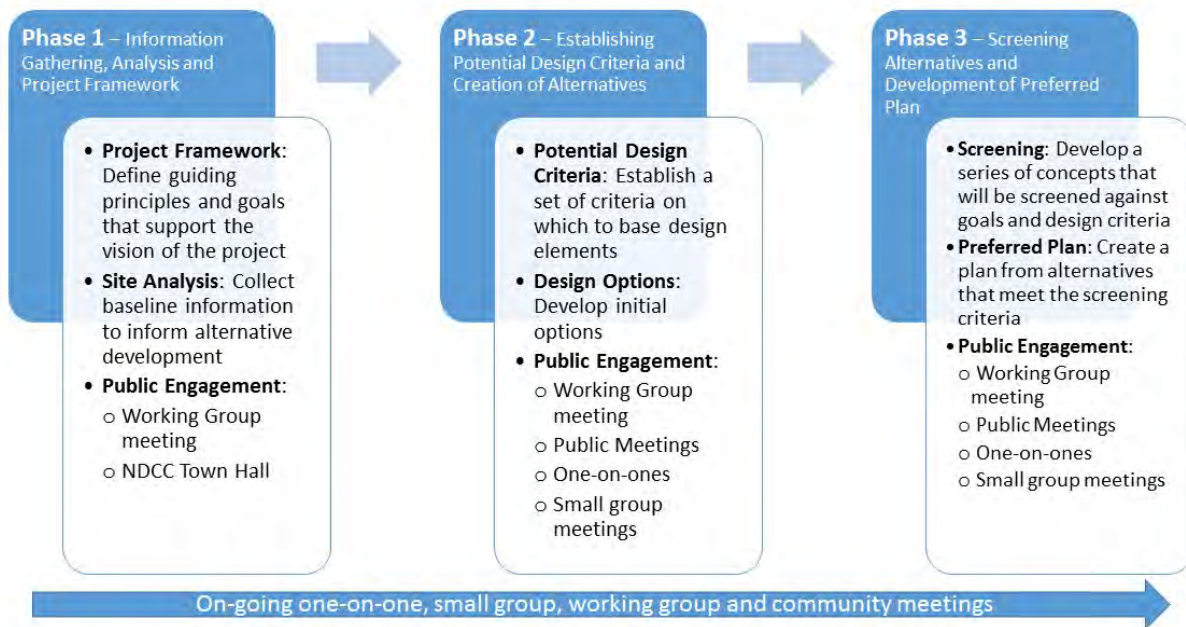 Phase 1 – Information
Gathering, Analysis and
Project Framework
• Project Framework:
Define guiding
principles and goals
that support the
vision of the project
• Site Analysis: Collect
baseline information
to inform alternative
development
• Public Engagement:
o Working Group
meeting
o NDCC Town Hall
Phase 2 – Establishing
Potential Design Criteria and
Creation of Alternatives
• Potential Design
Criteria: Establish a
set of criteria on
which to base design
elements
• Design Options:
Develop initial
options
• Public Engagement:
o Working Group
meeting
o Public Meetings
o One-on-ones
o Small group
meetings
Phase 3 – Screening
Alternatives and
Development of Preferred
Plan
• Screening: Develop a
series of concepts that
will be screened against
goals and design criteria
• Preferred Plan: Create a
plan from alternatives
that meet the screening
criteria
• Public Engagement:
o Working Group
meeting
o Public Meetings
o One-on-ones
o Small group meetings
On-going one-on-one, small group, working group and community meetings